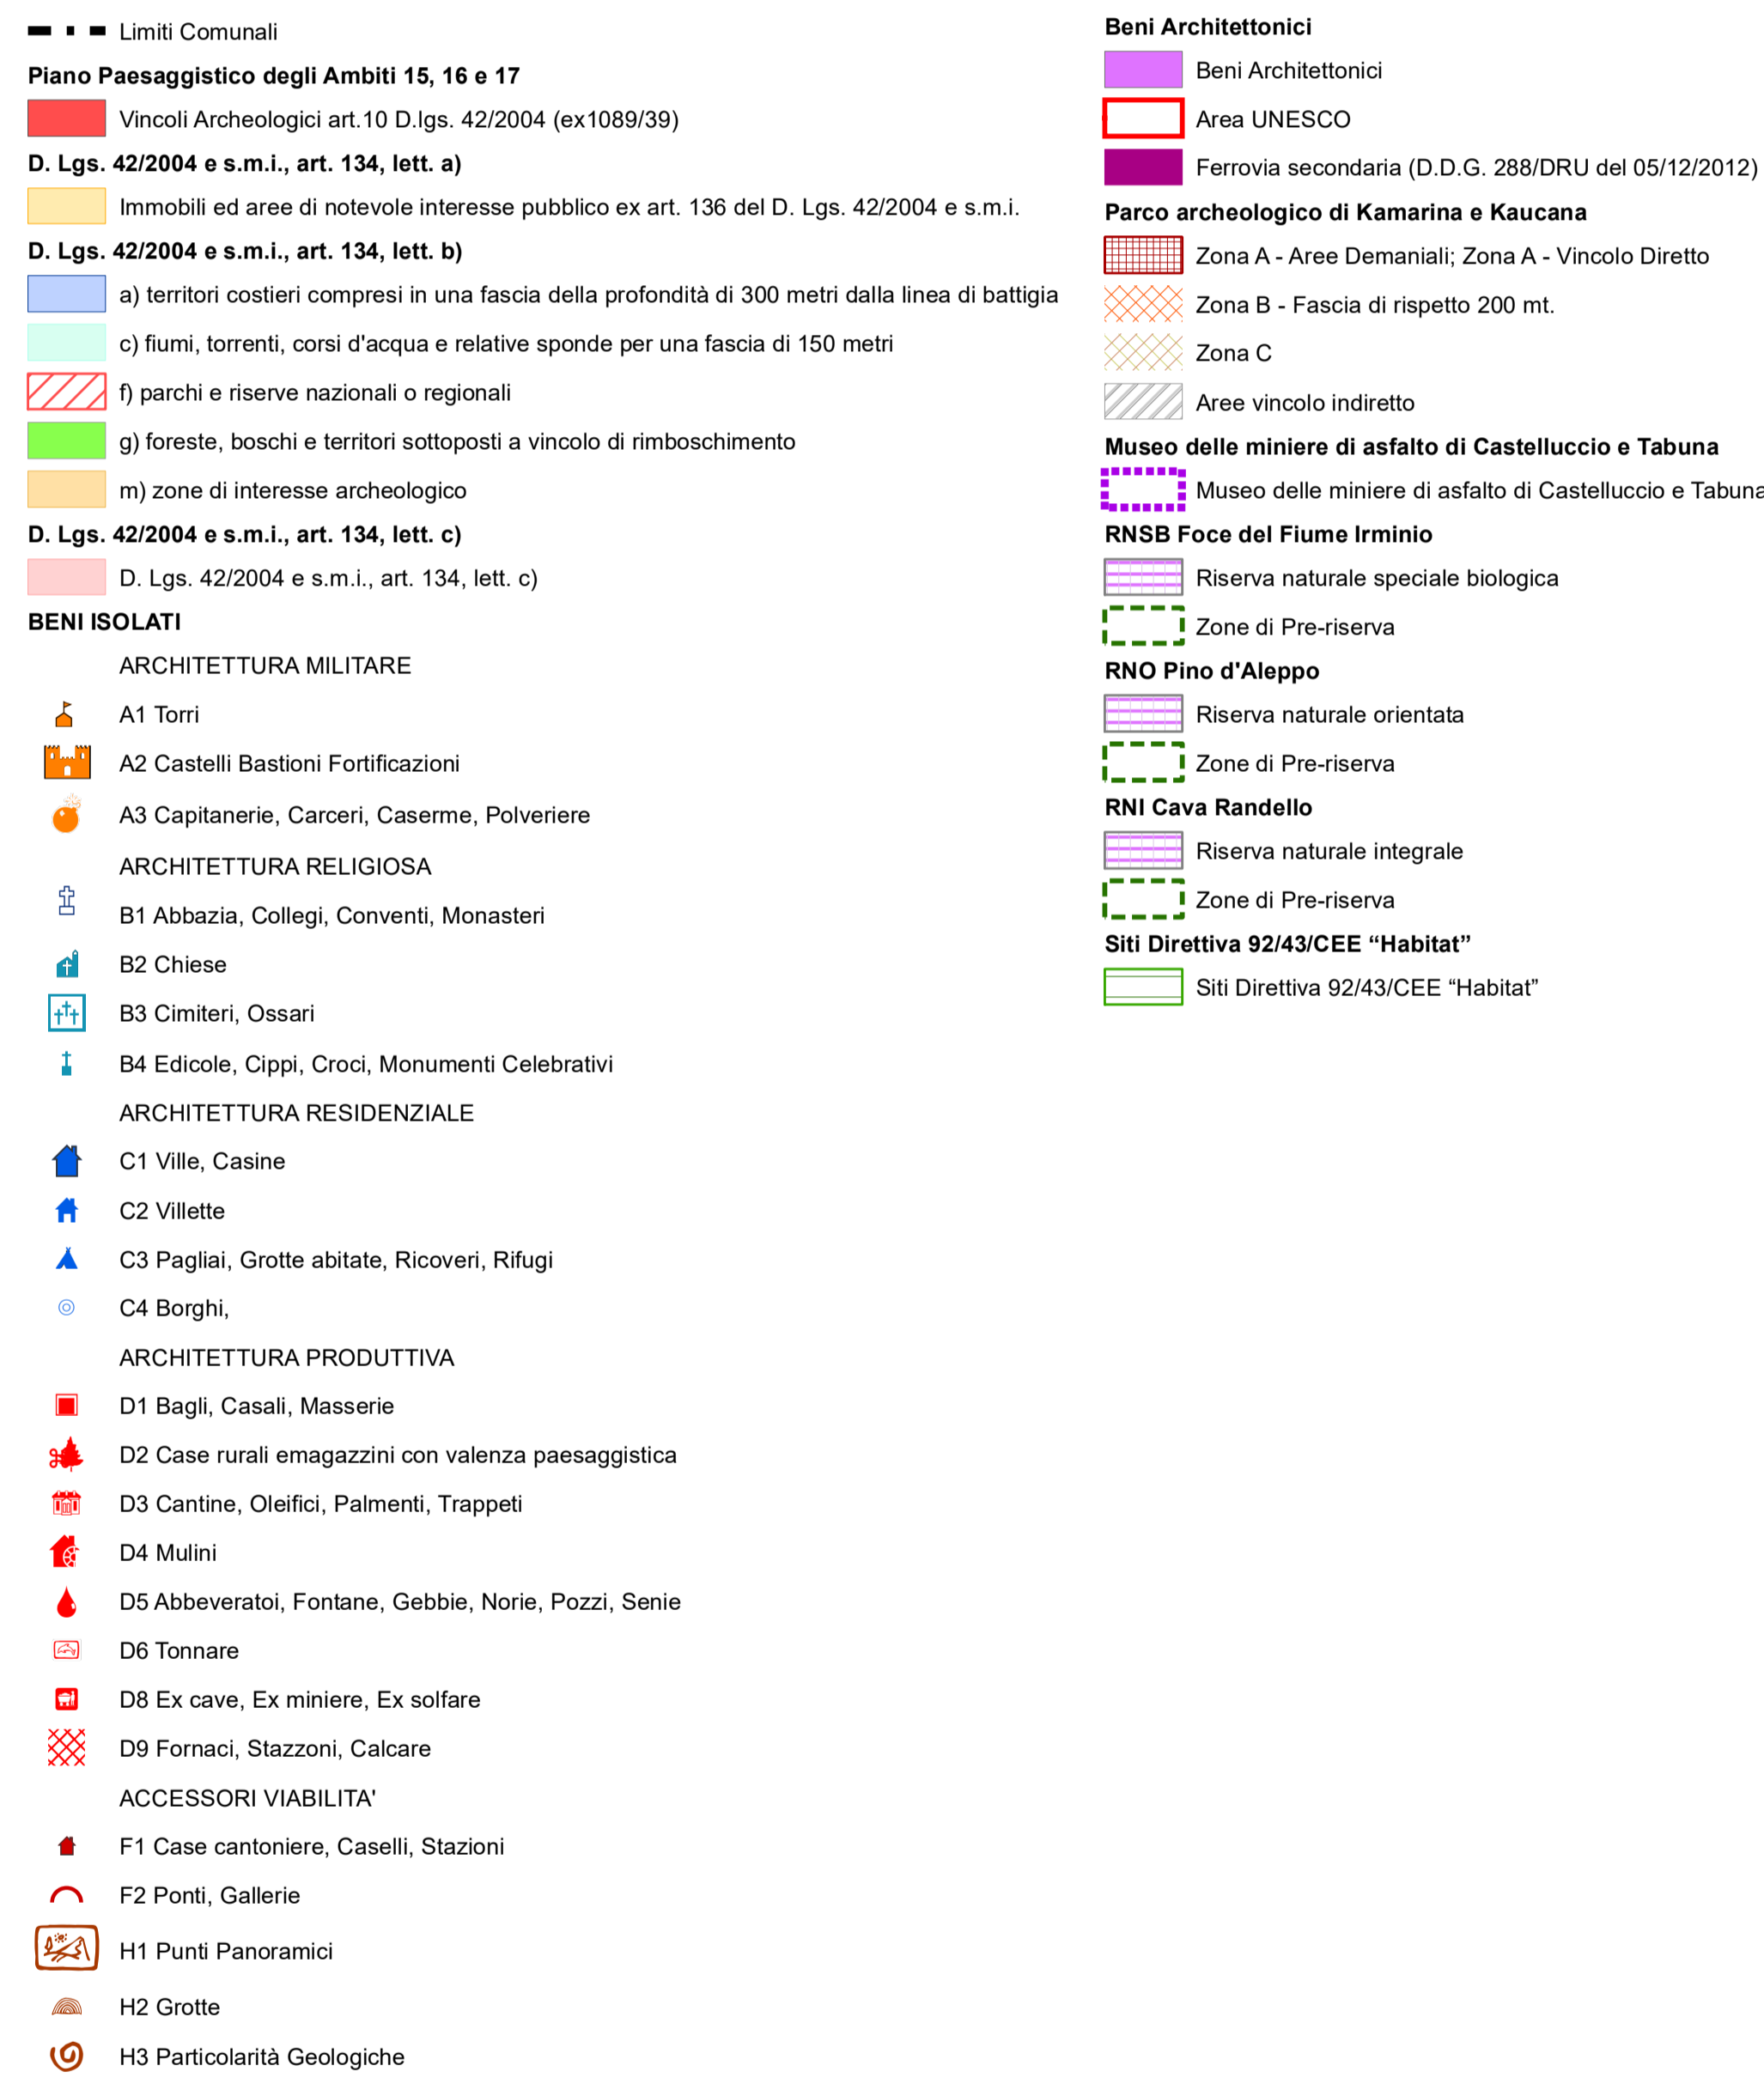 Limiti Comunali
Piano Paesaggistico degli Ambiti 15, 16 e 17
Vincoli Archeologici art.10 D.lgs. 42/2004 (ex1089/39)
D. Lgs. 42/2004 e s.m.i., art. 134, lett. a)
Immobili ed aree di notevole interesse pubblico ex art. 136 del D. Lgs. 42/2004 e s.m.i.
D. Lgs. 42/2004 e s.m.i., art. 134, lett. b)
a) territori costieri compresi in una fascia della profondità di 300 metri dalla linea di battigia
c) fiumi, torrenti, corsi d'acqua e relative sponde per una fascia di 150 metri
f) parchi e riserve nazionali o regionali
g) foreste, boschi e territori sottoposti a vincolo di rimboschimento
m) zone di interesse archeologico
D. Lgs. 42/2004 e s.m.i., art. 134, lett. c)
D. Lgs. 42/2004 e s.m.i., art. 134, lett. c)
BENI ISOLATI
ARCHITETTURA MILITARE
A1 Torri
A2 Castelli Bastioni Fortificazioni
A3 Capitanerie, Carceri, Caserme, Polveriere
ARCHITETTURA RELIGIOSA
B1 Abbazia, Collegi, Conventi, Monasteri
B2 Chiese
B3 Cimiteri, Ossari
B4 Edicole, Cippi, Croci, Monumenti Celebrativi
ARCHITETTURA RESIDENZIALE
C1 Ville, Casine
C2 Villette
C3 Pagliai, Grotte abitate, Ricoveri, Rifugi
C4 Borghi,
ARCHITETTURA PRODUTTIVA
D1 Bagli, Casali, Masserie
D2 Case rurali emagazzini con valenza paesaggistica
D3 Cantine, Oleifici, Palmenti, Trappeti
D4 Mulini
D5 Abbeveratoi, Fontane, Gebbie, Norie, Pozzi, Senie
D6 Tonnare
D8 Ex cave, Ex miniere, Ex solfare
D9 Fornaci, Stazzoni, Calcare
ACCESSORI VIABILITA'
F1 Case cantoniere, Caselli, Stazioni
F2 Ponti, Gallerie
H1 Punti Panoramici
H2 Grotte
H3 Particolarità Geologiche
Beni Architettonici
Beni Architettonici
Area UNESCO
Ferrovia secondaria (D.D.G. 288/DRU del 05/12/2012)
Parco archeologico di Kamarina e Kaucana
Zona A - Aree Demaniali; Zona A - Vincolo Diretto
Zona B - Fascia di rispetto 200 mt.
Zona C
Aree vincolo indiretto
Museo delle miniere di asfalto di Castelluccio e Tabuna
Museo delle miniere di asfalto di Castelluccio e Tabuna
RNSB Foce del Fiume Irminio
Riserva naturale speciale biologica
Zone di Pre-riserva
RNO Pino d'Aleppo
Riserva naturale orientata
Zone di Pre-riserva
RNI Cava Randello
Riserva naturale integrale
Zone di Pre-riserva
Siti Direttiva 92/43/CEE “Habitat”
Siti Direttiva 92/43/CEE “Habitat”